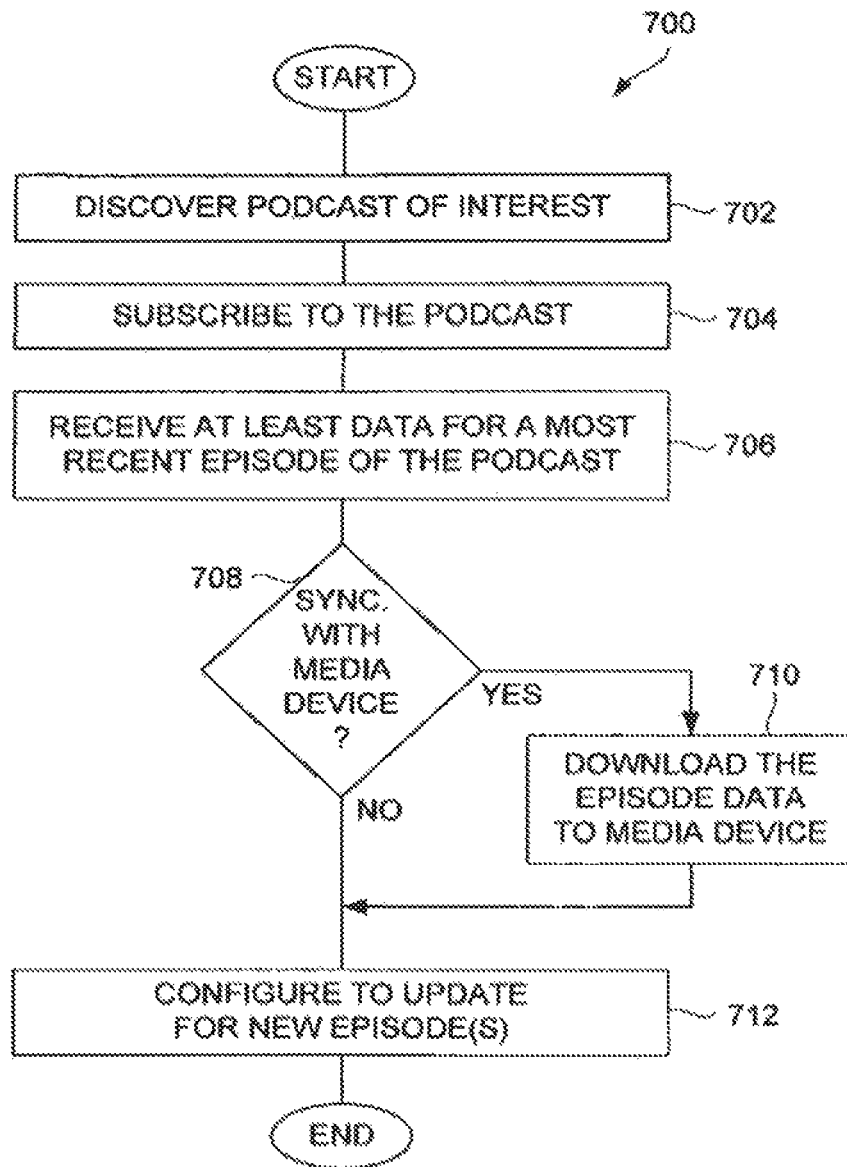 700
START
DISCOVER PODCAST OF INTEREST
702
SUBSCRIBE TO THE PODCAST
704
RECEIVE AT LEAST DATA FOR A MOST
RECENT EPISODE OF THE PODCAST
706
708
SYNC.
WITH
MEDIA
DEVICE
?
YES
NO
710
DOWNLOAD THE
EPISODE DATA
TO MEDIA DEVICE
CONFIGURE TO UPDATE
FOR NEW EPISODE(S)
712
END